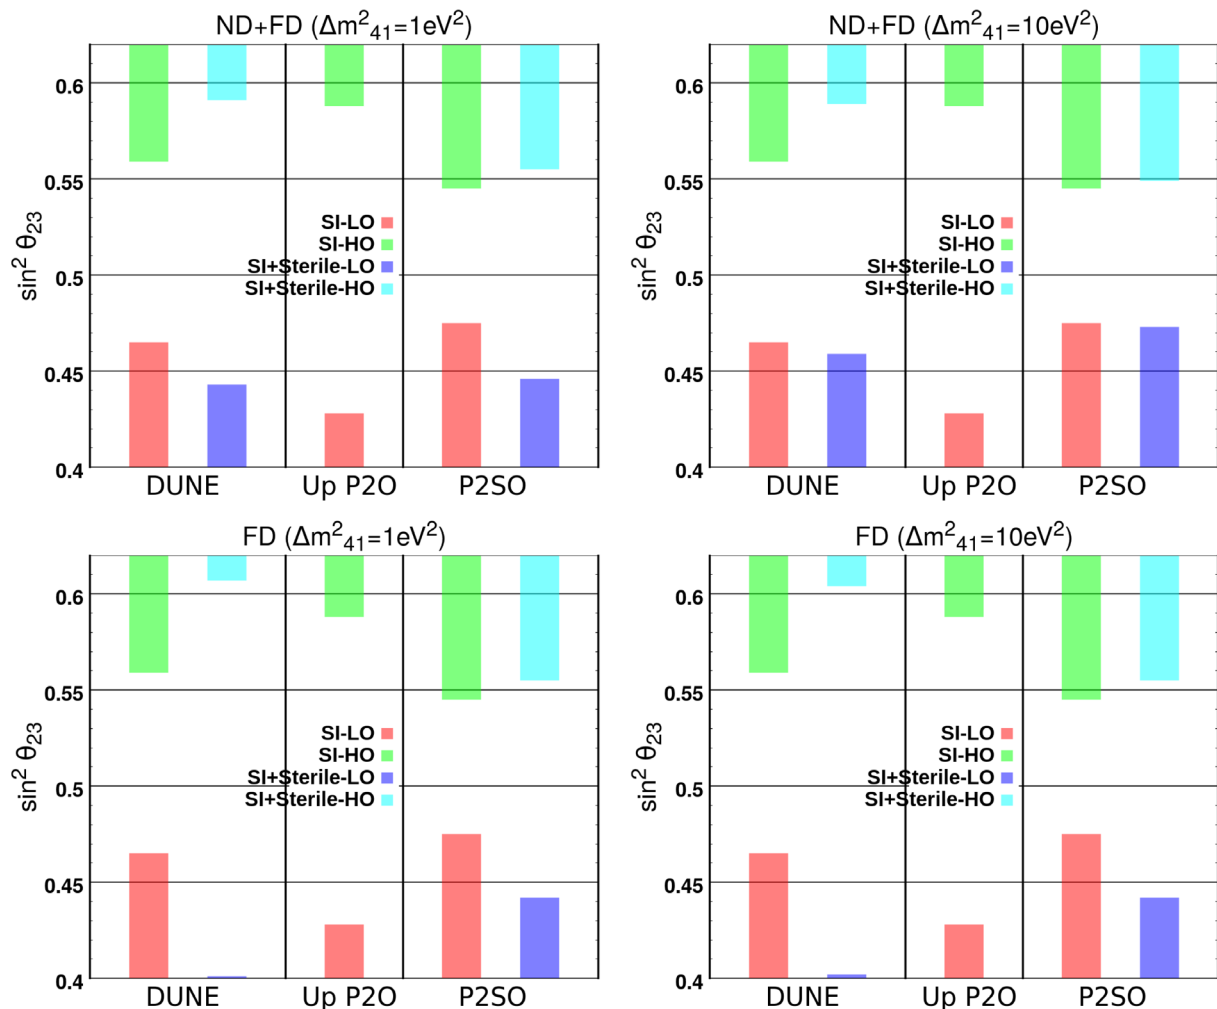 ND+FD (Δm²₄₁=1eV²)
0.6
0.55
0.5
0.45
0.4
sin² θ₂₃
SI-LO
SI-HO
SI+Sterile-LO
SI+Sterile-HO
DUNE Up P2O P2SO
ND+FD (Δm²₄₁=10eV²)
0.6
0.55
0.5
0.45
0.4
sin² θ₂₃
SI-LO
SI-HO
SI+Sterile-LO
SI+Sterile-HO
DUNE Up P2O P2SO
FD (Δm²₄₁=1eV²)
0.6
0.55
0.5
0.45
0.4
sin² θ₂₃
SI-LO
SI-HO
SI+Sterile-LO
SI+Sterile-HO
DUNE Up P2O P2SO
FD (Δm²₄₁=10eV²)
0.6
0.55
0.5
0.45
0.4
sin² θ₂₃
SI-LO
SI-HO
SI+Sterile-LO
SI+Sterile-HO
DUNE Up P2O P2SO